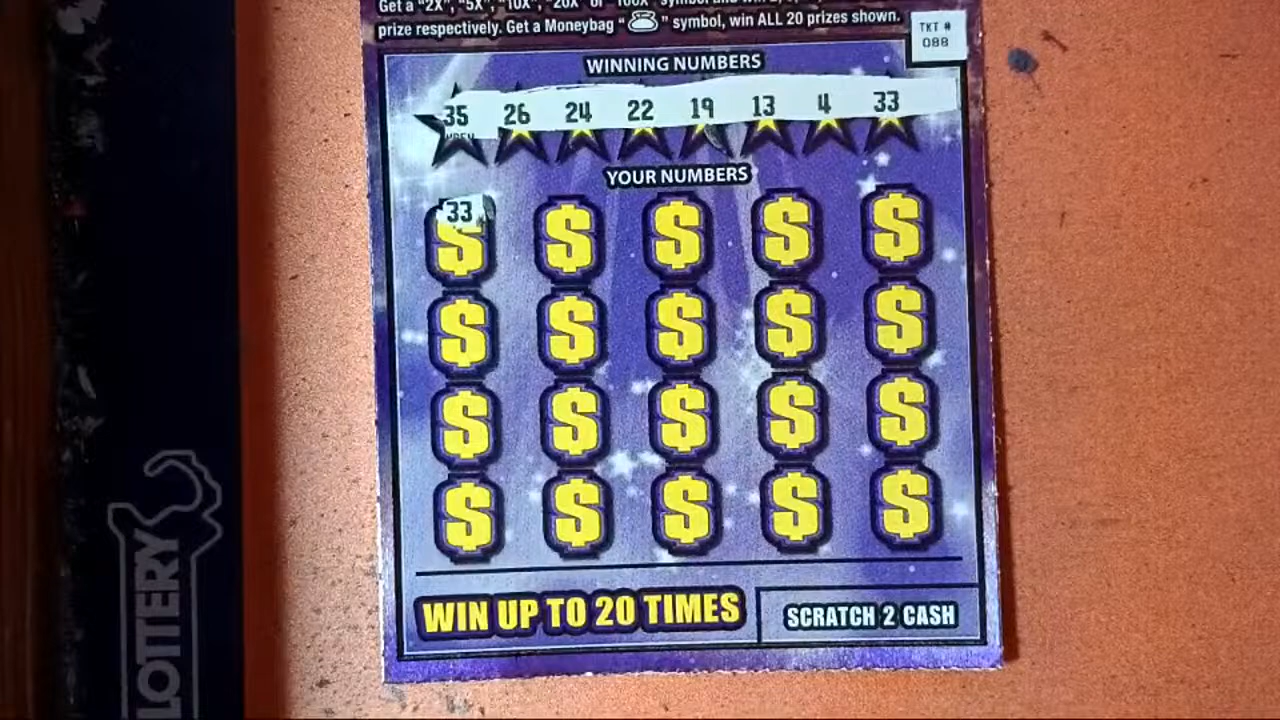 prize respectively. Get a Moneybag " " symbol, win ALL 20 prizes shown.
TKT #
088
WINNING NUMBERS
35 26 24 22 19 13 4 33
YOUR NUMBERS
33 $ $ $ $
$ $ $ $ $
$ $ $ $ $
$ $ $ $ $
WIN UP TO 20 TIMES
SCRATCH 2 CASH
LOTTERY